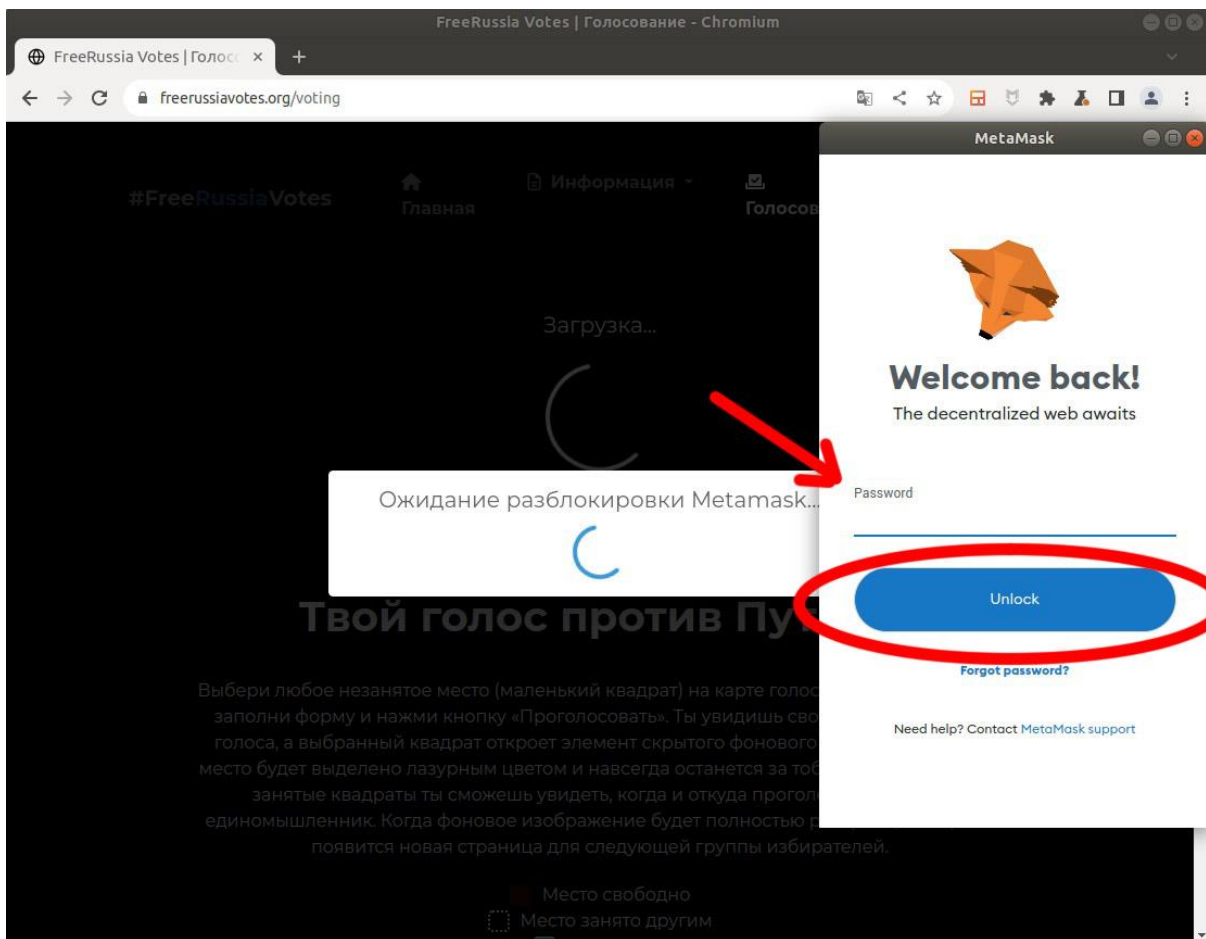 FreeRussia Votes | Голосование - Chromium
FreeRussia Votes | Голосо
freerussiavotes.org/voting
MetaMask
#FreeRussiaVotes
Главная
Информация
Голосов
Загрузка...
Welcome back!
The decentralized web awaits
Ожидание разблокировки Metamask...
Password
Unlock
Твой голос против Пут
Forgot password?
Выбери любое незанятое место (маленький квадрат) на карте голос
заполни форму и нажми кнопку «Проголосовать». Ты увидишь сво
голоса, а выбранный квадрат откроет элемент скрытого фонового
место будет выделено лазурным цветом и навсегда останется за тоб
занятые квадраты ты сможешь увидеть, когда и откуда прогол
единомышленник. Когда фоновое изображение будет полностью
появится новая страница для следующей группы избирателей.
Need help? Contact MetaMask support
Место свободно
Место занято другим